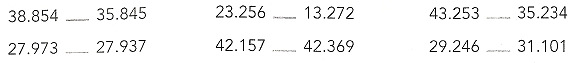 38.854 ___ 35.845 23.256 ___ 13.272 43.253 ___ 35.234
27.973 ___ 27.937 42.157 ___ 42.369 29.246 ___ 31.101